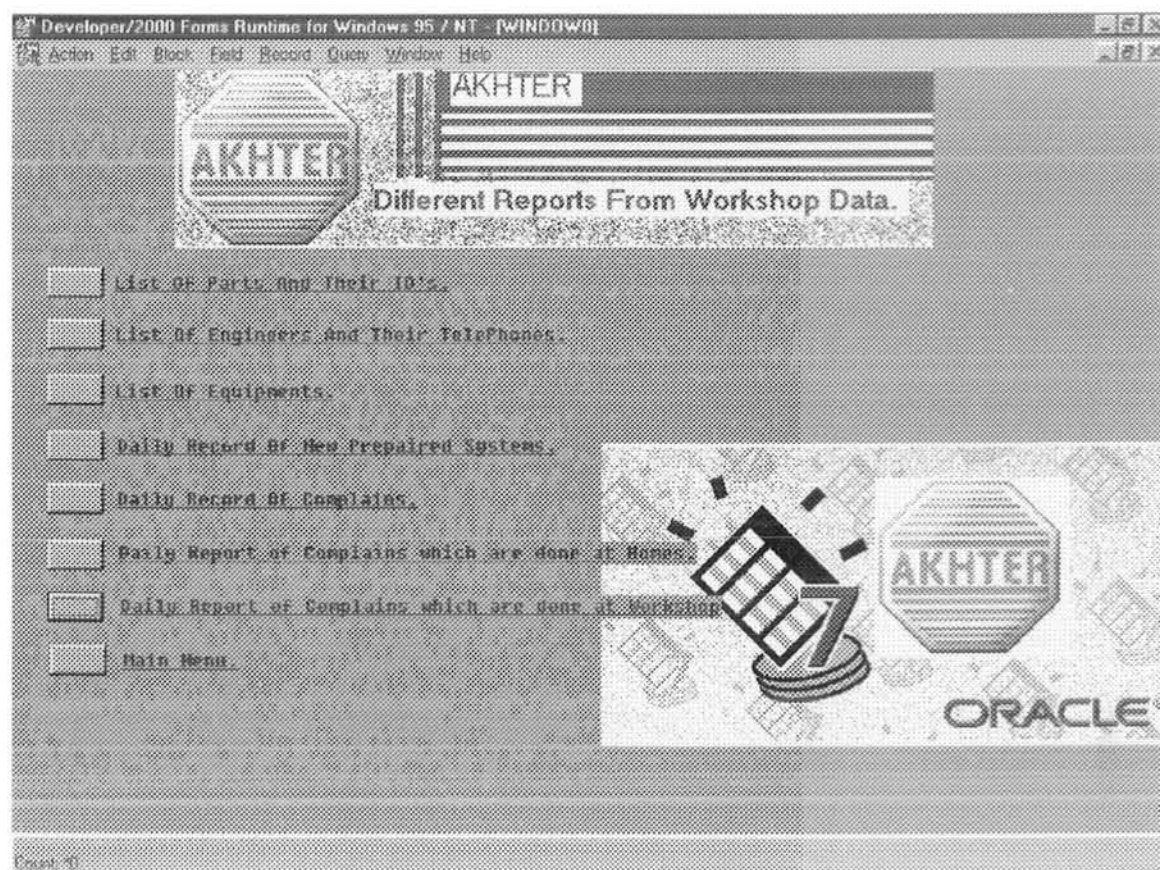 Developer/2000 Forms Runtime for Windows 95 / NT - [WINDOW0]
Action Edit Block Field Record Query Window Help
AKHTER
AKHTER
Different Reports From Workshop Data.
List Of Parts And Their ID's.
List Of Engineers And Their TelePhones.
List Of Equipments.
Daily Record Of New Prepaired Systems.
Daily Record Of Complains.
Daily Report of Complains which are done at Homes.
Daily Report of Complains which are done at Workshop
Main Menu.
7
AKHTER
ORACLE
Count: *0